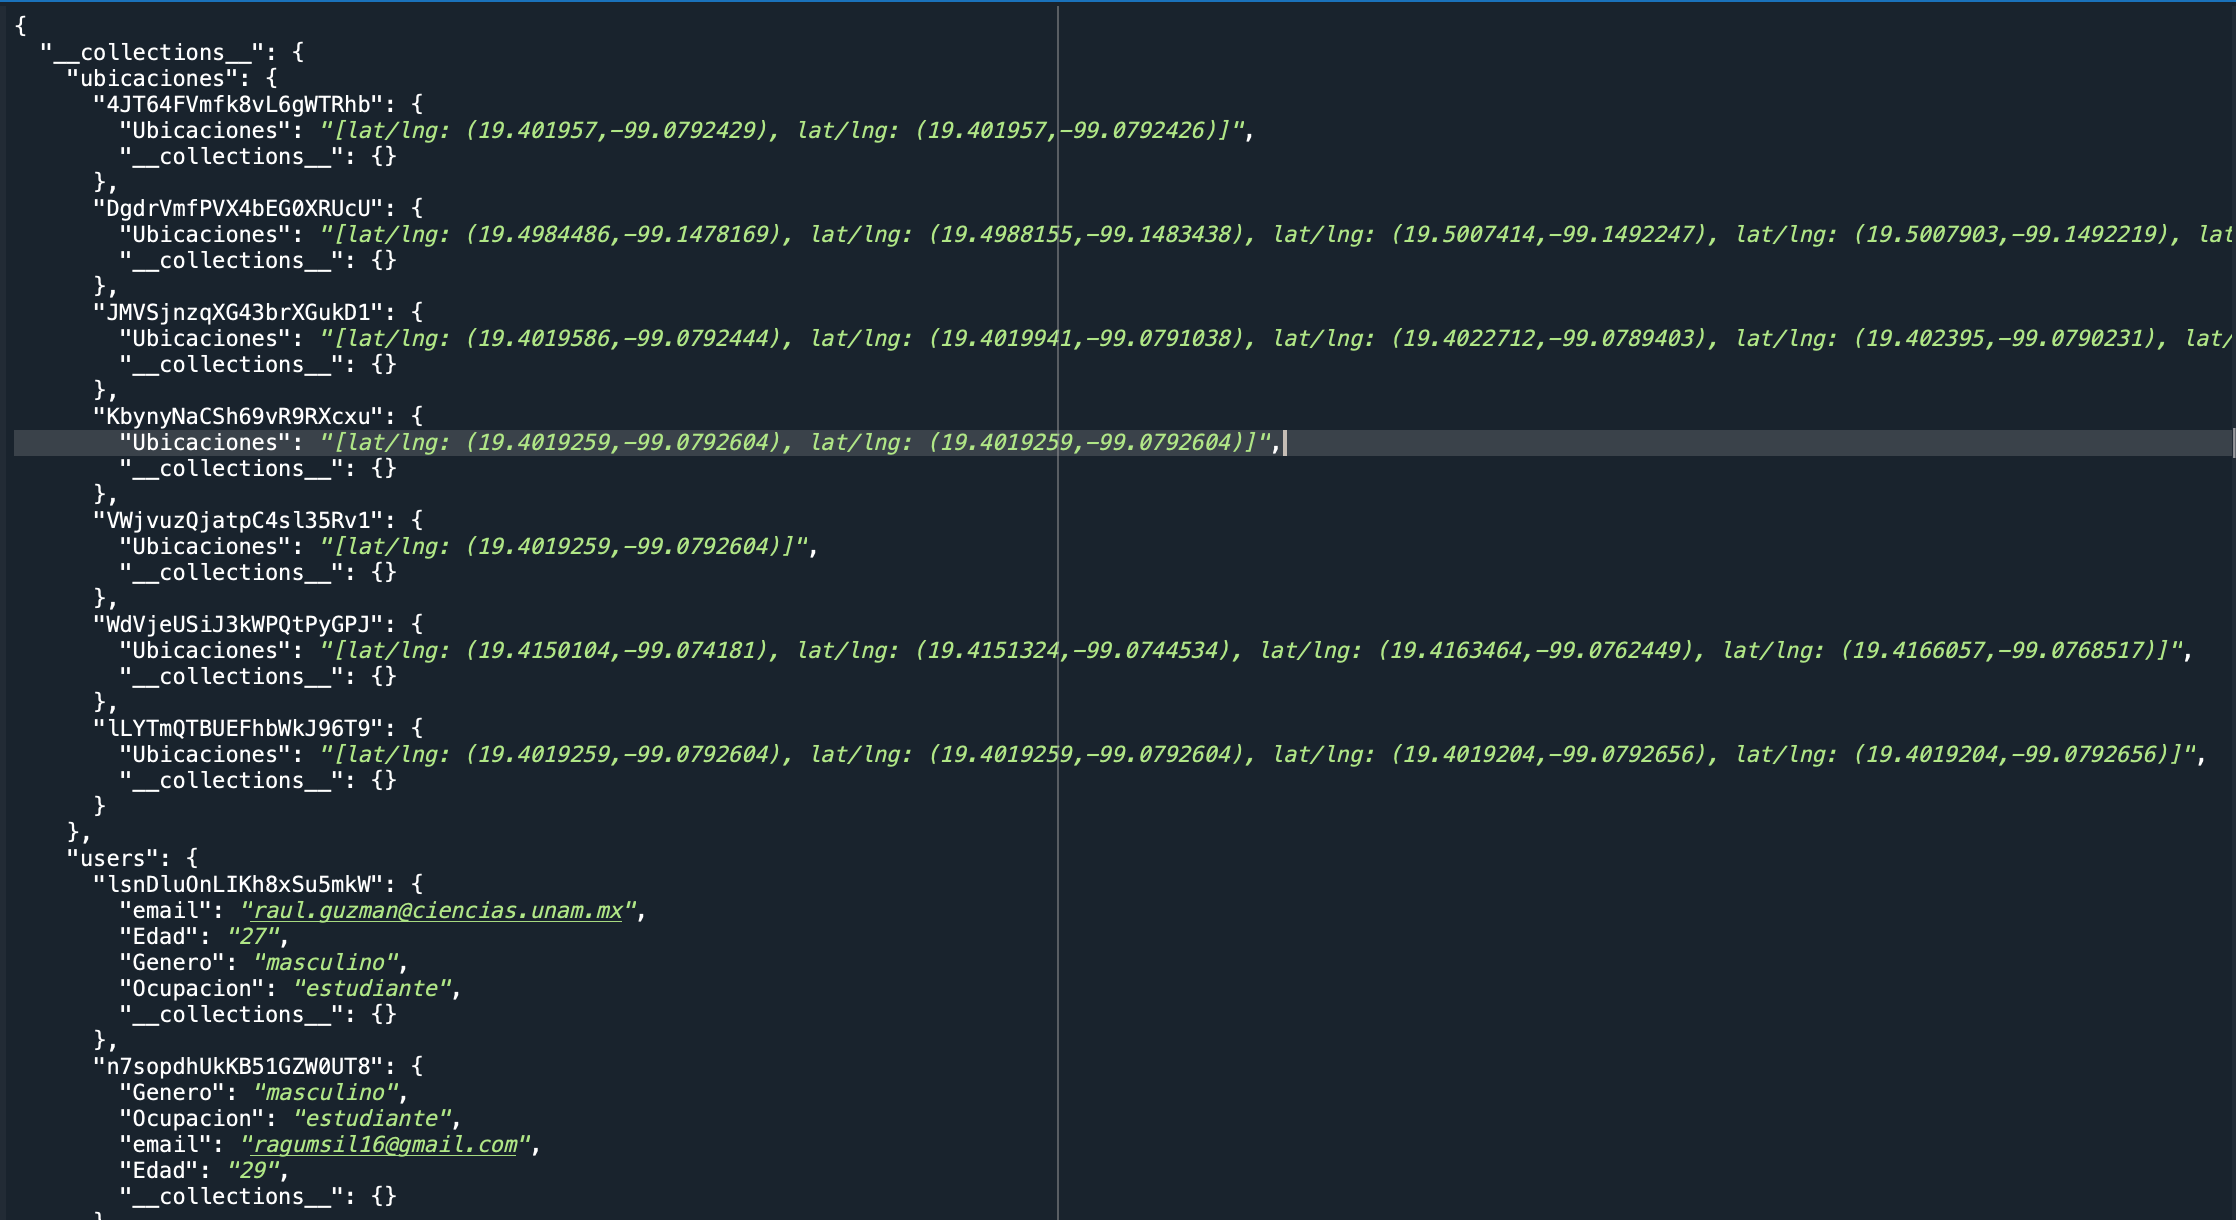 {
"__collections__": {
"ubicaciones": {
"4JT64FVmfk8vL6gWTRhb": {
"Ubicaciones": "[lat/lng: (19.401957,-99.0792429), lat/lng: (19.401957,-99.0792426)]",
"__collections__": {}
},
"DgdrVmfPVX4bEG0XRUcU": {
"Ubicaciones": "[lat/lng: (19.4984486,-99.1478169), lat/lng: (19.4988155,-99.1483438), lat/lng: (19.5007414,-99.1492247), lat/lng: (19.5007903,-99.1492219), lat
"__collections__": {}
},
"JMVSjnzqXG43brXGukD1": {
"Ubicaciones": "[lat/lng: (19.4019586,-99.0792444), lat/lng: (19.4019941,-99.0791038), lat/lng: (19.4022712,-99.0789403), lat/lng: (19.402395,-99.0790231), lat/
"__collections__": {}
},
"KbynyNaCSh69vR9RXcxu": {
"Ubicaciones": "[lat/lng: (19.4019259,-99.0792604), lat/lng: (19.4019259,-99.0792604)]",
"__collections__": {}
},
"VWjvuzQjatpC4sl35Rv1": {
"Ubicaciones": "[lat/lng: (19.4019259,-99.0792604)]",
"__collections__": {}
},
"WdVjeUSiJ3kWPQtPyGPJ": {
"Ubicaciones": "[lat/lng: (19.4150104,-99.074181), lat/lng: (19.4151324,-99.0744534), lat/lng: (19.4163464,-99.0762449), lat/lng: (19.4166057,-99.0768517)]",
"__collections__": {}
},
"lLYTmQTBUEFhbWkJ96T9": {
"Ubicaciones": "[lat/lng: (19.4019259,-99.0792604), lat/lng: (19.4019259,-99.0792604), lat/lng: (19.4019204,-99.0792656), lat/lng: (19.4019204,-99.0792656)]",
"__collections__": {}
}
},
"users": {
"lsnDluOnLIKh8xSu5mkW": {
"email": "raul.guzman@ciencias.unam.mx",
"Edad": "27",
"Genero": "masculino",
"Ocupacion": "estudiante",
"__collections__": {}
},
"n7sopdhUkKB51GZW0UT8": {
"Genero": "masculino",
"Ocupacion": "estudiante",
"email": "ragumsil16@gmail.com",
"Edad": "29",
"__collections__": {}